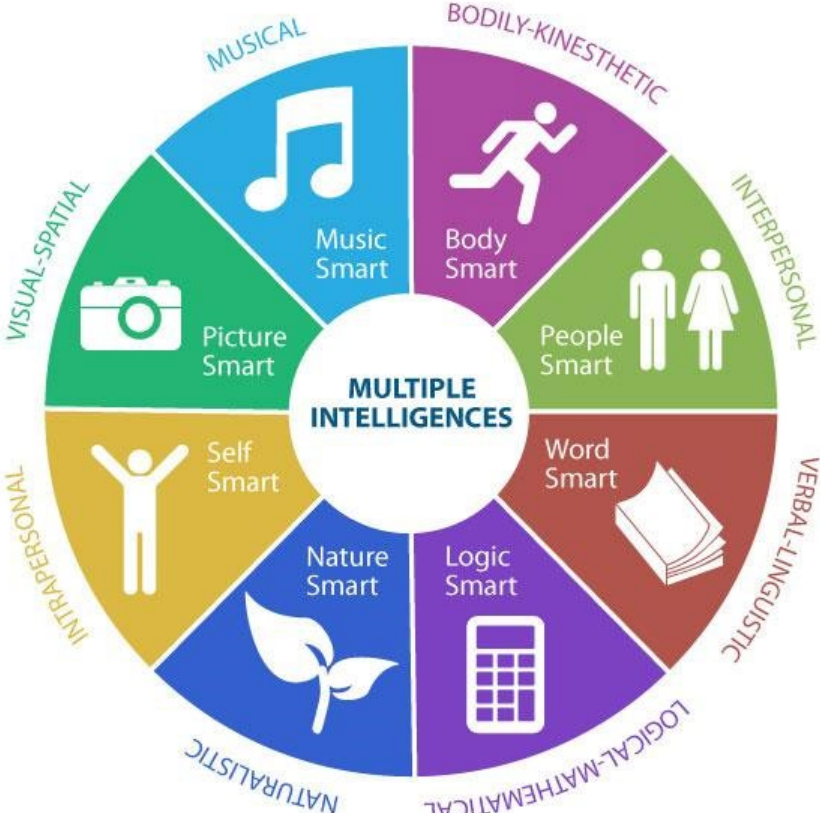 MUSICAL
BODILY-KINESTHETIC
INTERPERSONAL
VERBAL-LINGUISTIC
LOGICAL-MATHEMATICAL
NATURALISTIC
INTRAPERSONAL
VISUAL-SPATIAL
Music
Smart
Body
Smart
People
Smart
Word
Smart
Logic
Smart
Nature
Smart
Self
Smart
Picture
Smart
MULTIPLE
INTELLIGENCES